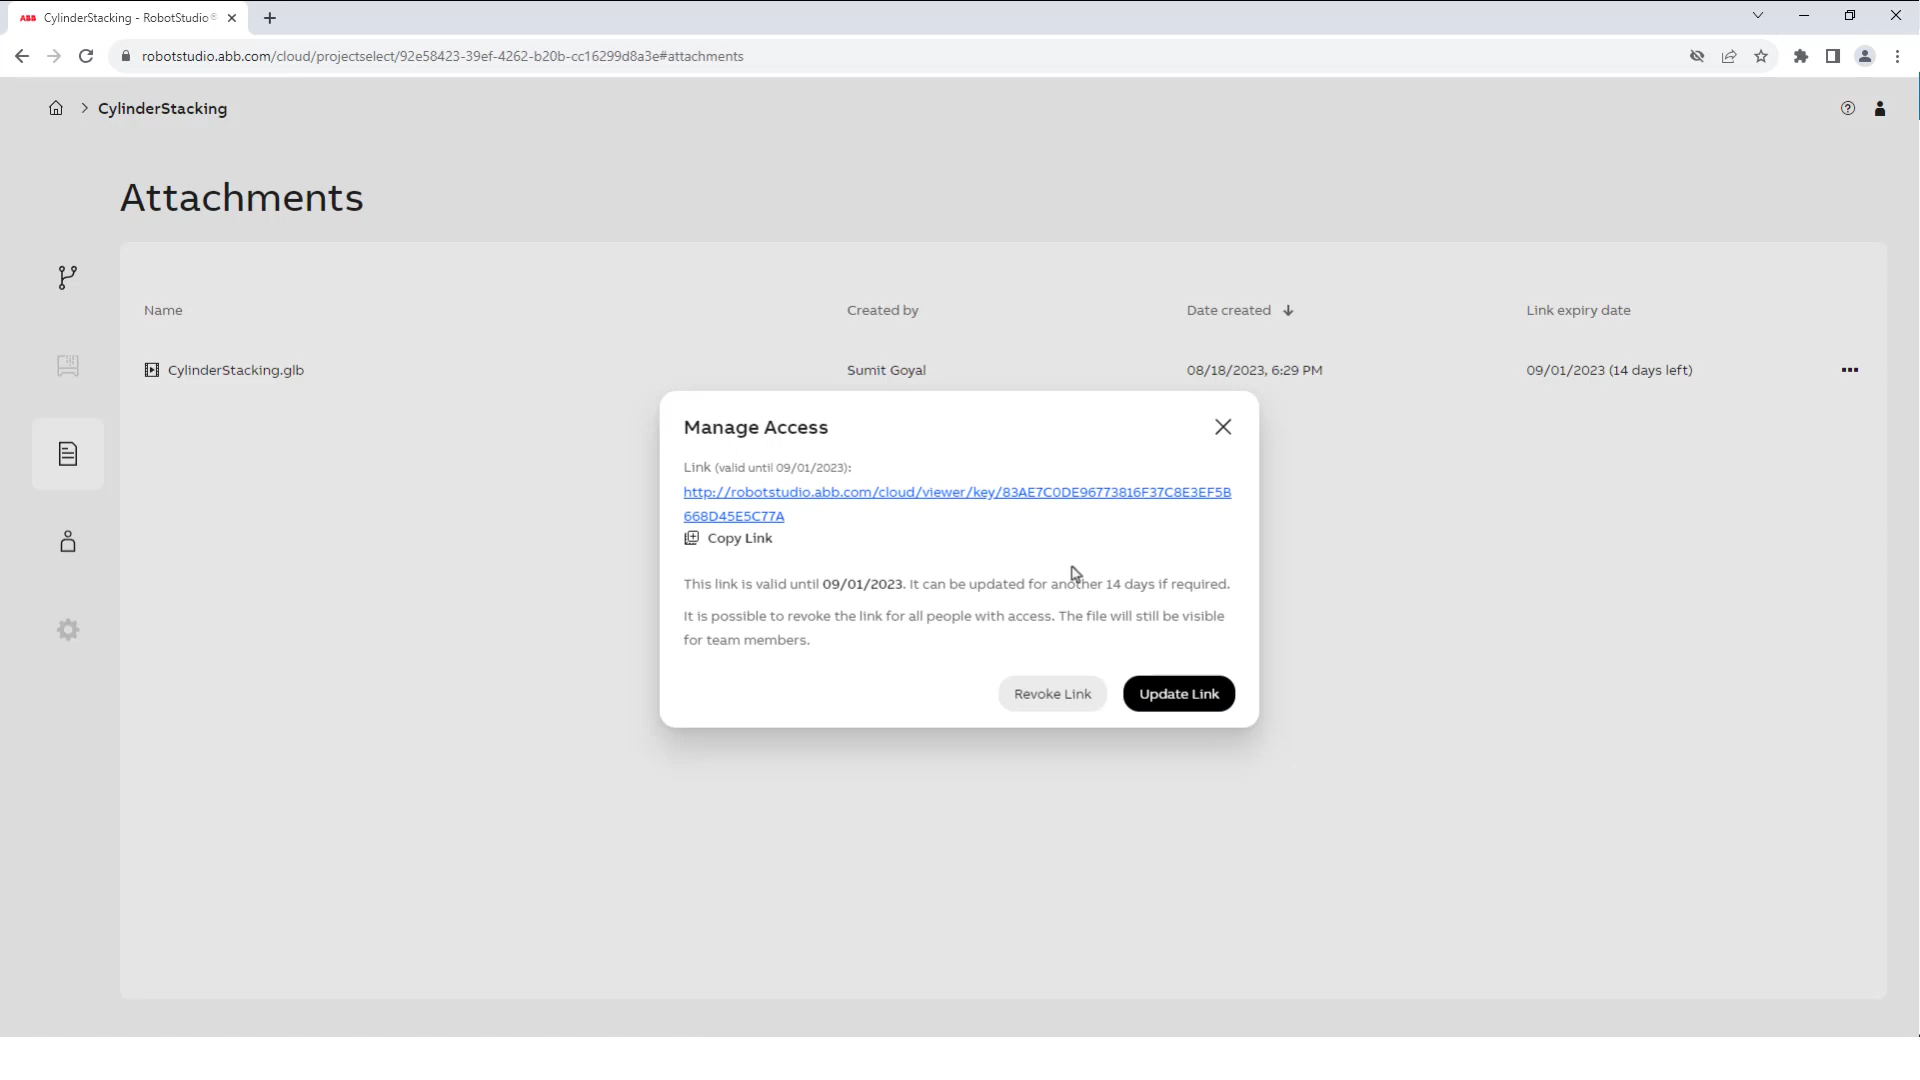 ABB CylinderStacking - RobotStudio®
robotstudio.abb.com/cloud/projectselect/92e58423-39ef-4262-b20b-cc16299d8a3e#attachments
CylinderStacking
Attachments
Name Created by Date created Link expiry date
CylinderStacking.glb Sumit Goyal 08/18/2023, 6:29 PM 09/01/2023 (14 days left)
Manage Access
Link (valid until 09/01/2023):
http://robotstudio.abb.com/cloud/viewer/key/83AE7C0DE96773816F37C8E3EF5B
668D45E5C77A
Copy Link
This link is valid until 09/01/2023. It can be updated for another 14 days if required.
It is possible to revoke the link for all people with access. The file will still be visible
for team members.
Revoke Link Update Link